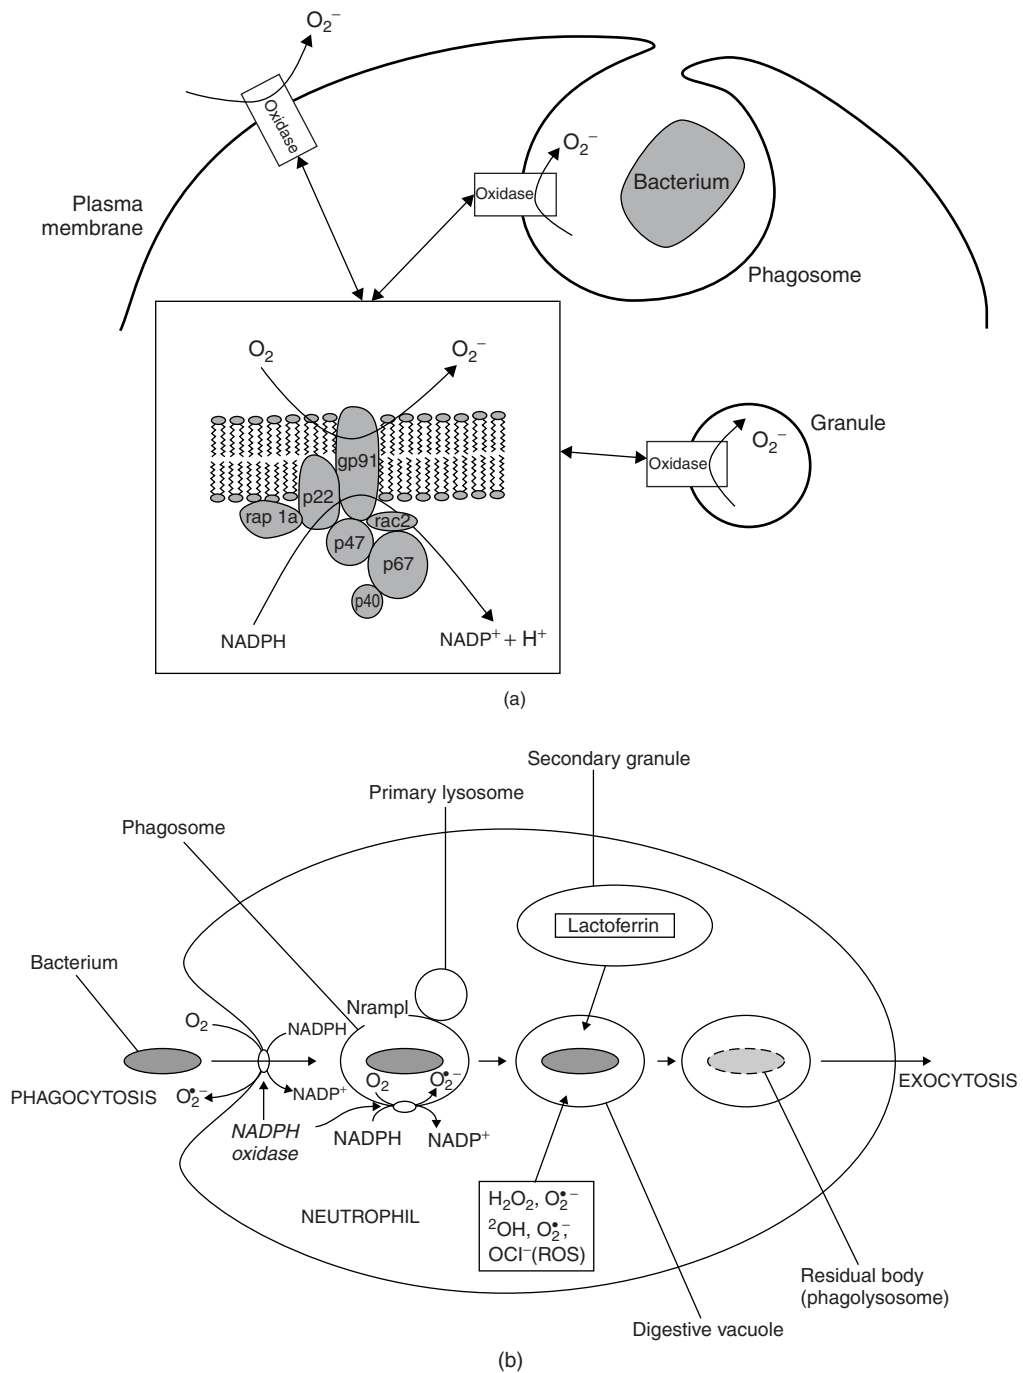 O₂⁻
Oxidase
Plasma
membrane
O₂⁻
Oxidase
Bacterium
Phagosome
O₂
O₂⁻
gp91
p22
rap 1a
rac2
p47
p67
p40
NADPH
NADP⁺ + H⁺
Granule
Oxidase
O₂⁻
(a)
Secondary granule
Primary lysosome
Phagosome
Lactoferrin
Bacterium
Nrampl
O₂
NADPH
PHAGOCYTOSIS
O₂•⁻
NADP⁺
NADPH
oxidase
O₂
O₂•⁻
NADPH
NADP⁺
EXOCYTOSIS
NEUTROPHIL
H₂O₂, O₂•⁻
²OH, O₂•⁻,
OCl⁻(ROS)
Residual body
(phagolysosome)
Digestive vacuole
(b)